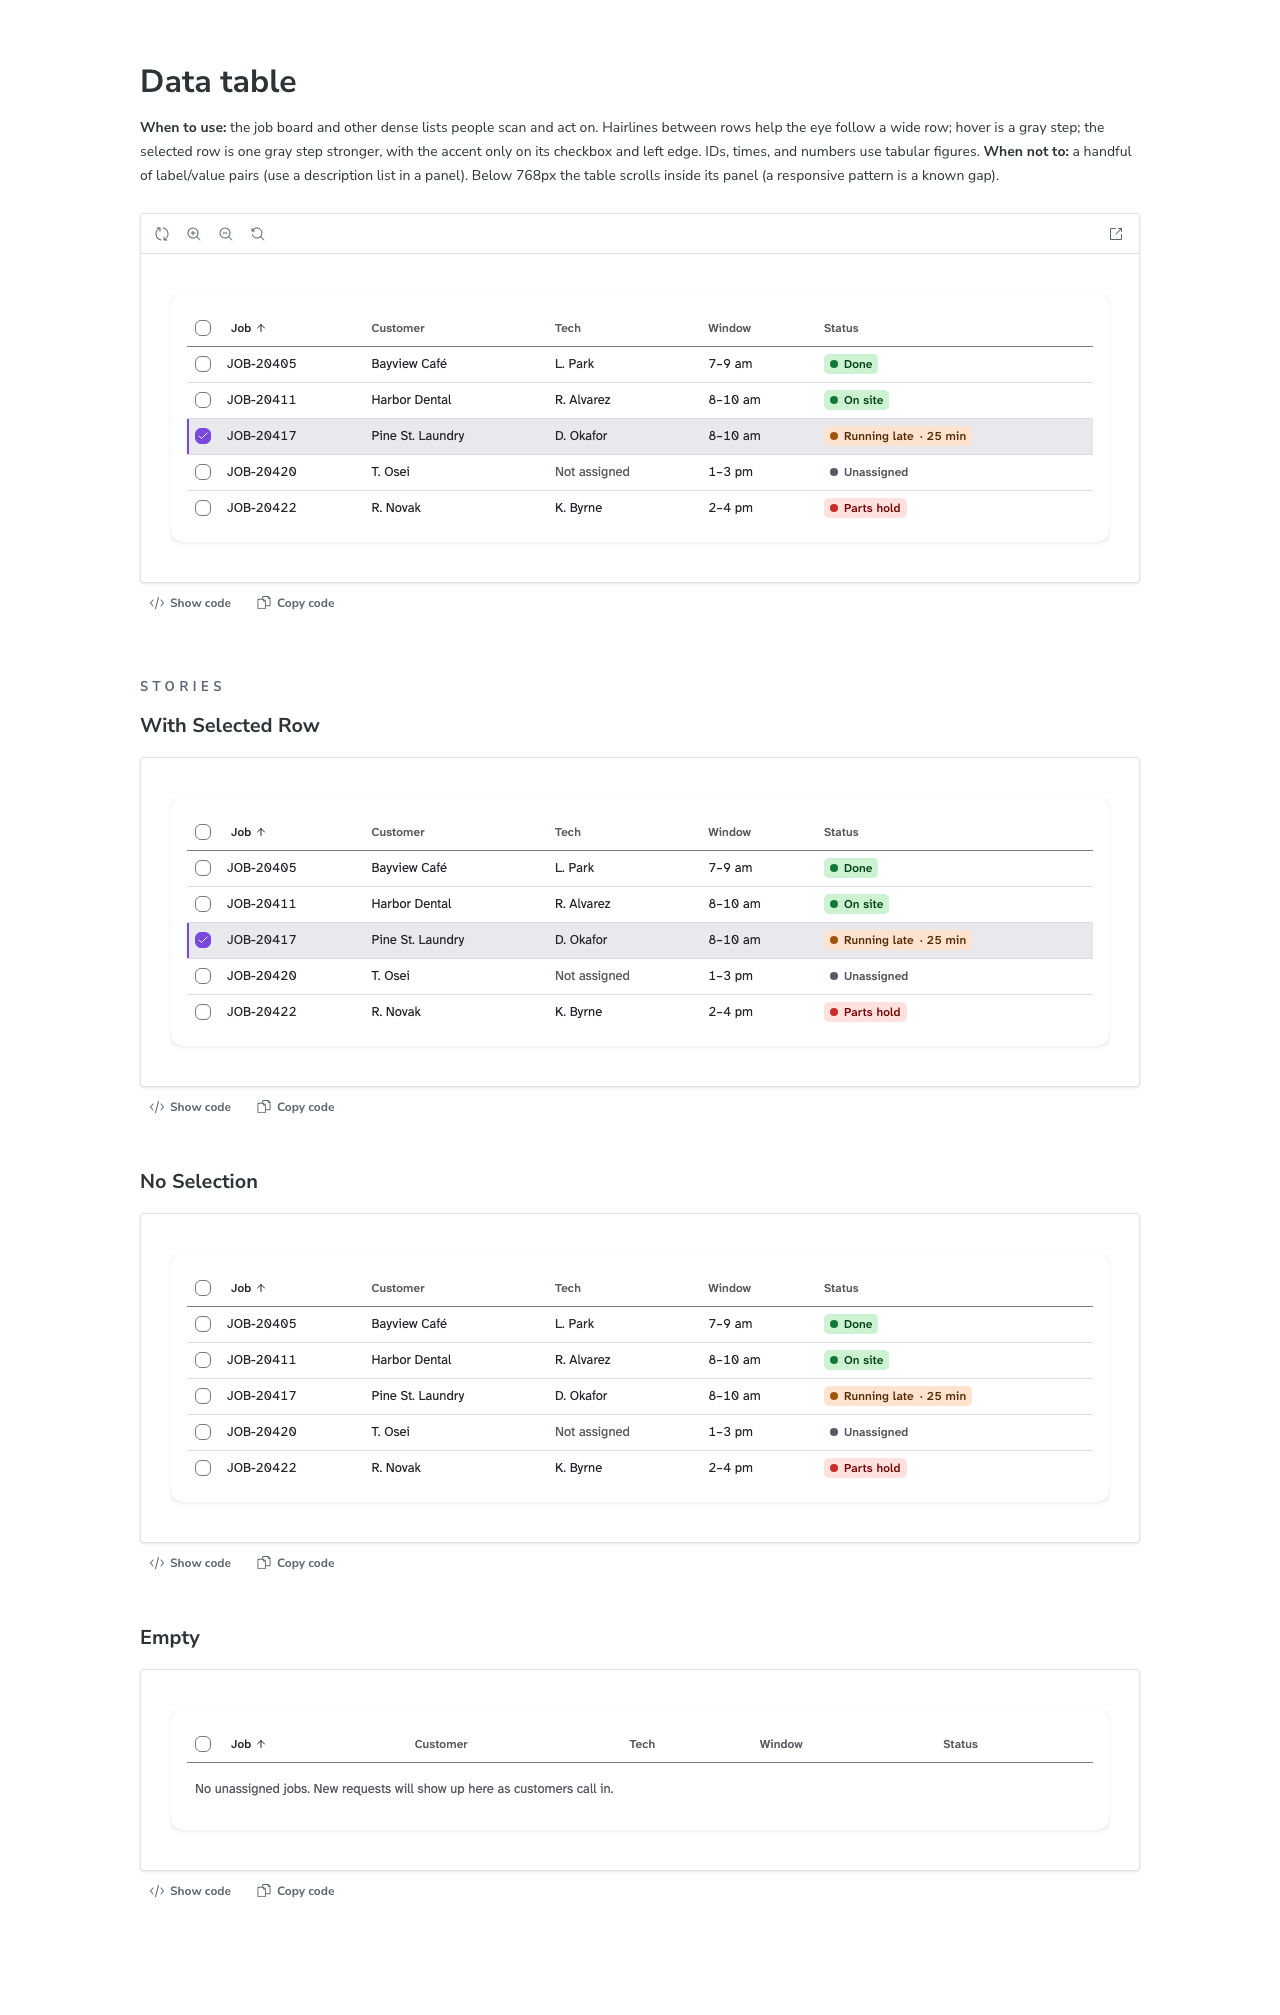 Data table
When to use: the job board and other dense lists people scan and act on. Hairlines between rows help the eye follow a wide row; hover is a gray step; the
selected row is one gray step stronger, with the accent only on its checkbox and left edge. IDs, times, and numbers use tabular figures. When not to: a handful
of label/value pairs (use a description list in a panel). Below 768px the table scrolls inside its panel (a responsive pattern is a known gap).
Job ↑ Customer Tech Window Status
JOB-20405 Bayview Café L. Park 7–9 am Done
JOB-20411 Harbor Dental R. Alvarez 8–10 am On site
JOB-20417 Pine St. Laundry D. Okafor 8–10 am Running late · 25 min
JOB-20420 T. Osei Not assigned 1–3 pm Unassigned
JOB-20422 R. Novak K. Byrne 2–4 pm Parts hold
Show code Copy code
STORIES
With Selected Row
Job ↑ Customer Tech Window Status
JOB-20405 Bayview Café L. Park 7–9 am Done
JOB-20411 Harbor Dental R. Alvarez 8–10 am On site
JOB-20417 Pine St. Laundry D. Okafor 8–10 am Running late · 25 min
JOB-20420 T. Osei Not assigned 1–3 pm Unassigned
JOB-20422 R. Novak K. Byrne 2–4 pm Parts hold
Show code Copy code
No Selection
Job ↑ Customer Tech Window Status
JOB-20405 Bayview Café L. Park 7–9 am Done
JOB-20411 Harbor Dental R. Alvarez 8–10 am On site
JOB-20417 Pine St. Laundry D. Okafor 8–10 am Running late · 25 min
JOB-20420 T. Osei Not assigned 1–3 pm Unassigned
JOB-20422 R. Novak K. Byrne 2–4 pm Parts hold
Show code Copy code
Empty
Job ↑ Customer Tech Window Status
No unassigned jobs. New requests will show up here as customers call in.
Show code Copy code